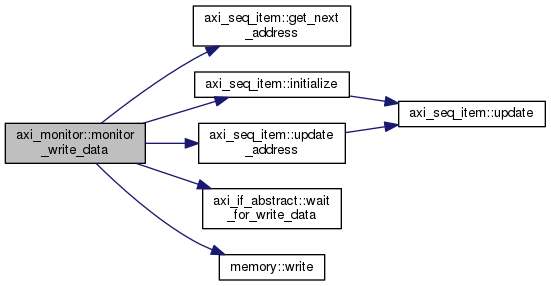 axi_seq_item::get_next
_address
axi_seq_item::initialize
axi_seq_item::update
axi_monitor::monitor
_write_data
axi_seq_item::update
_address
axi_if_abstract::wait
_for_write_data
memory::write